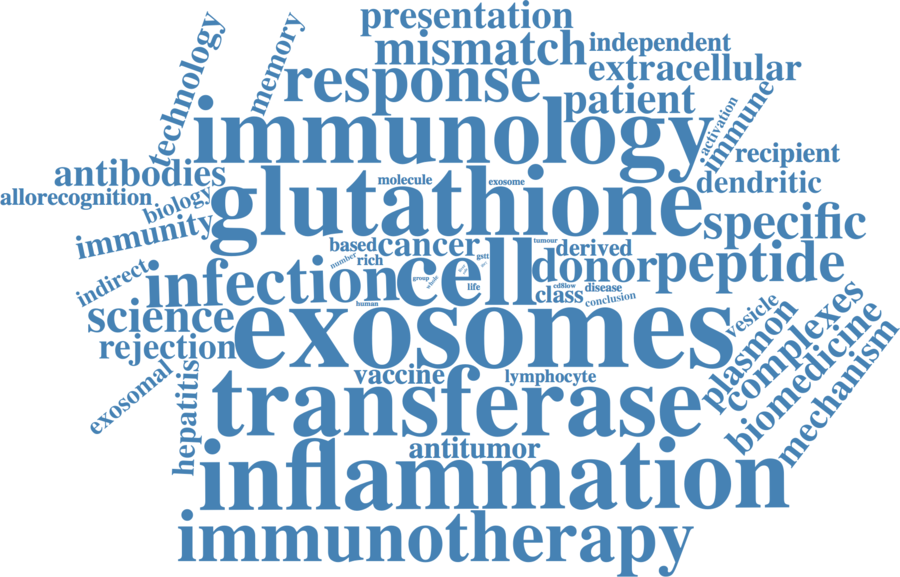 presentation
mismatch
independent
technology
memory
response
extracellular
patient
immunology
activation
immune
recipient
antibodies
allorecognition
molecule
exosome
dendritic
biology
glutathione
specific
immunity
based
cancer
tumour
derived
number
rich
gstt
indirect
infection
cell
donor
peptide
group
whole
life
cd8low
disease
class
conclusion
human
science
exosomes
vesicle
plasmon
complexes
rejection
biomedicine
mechanism
exosomal
hepatitis
vaccine
lymphocyte
transferase
antitumor
inflammation
immunotherapy